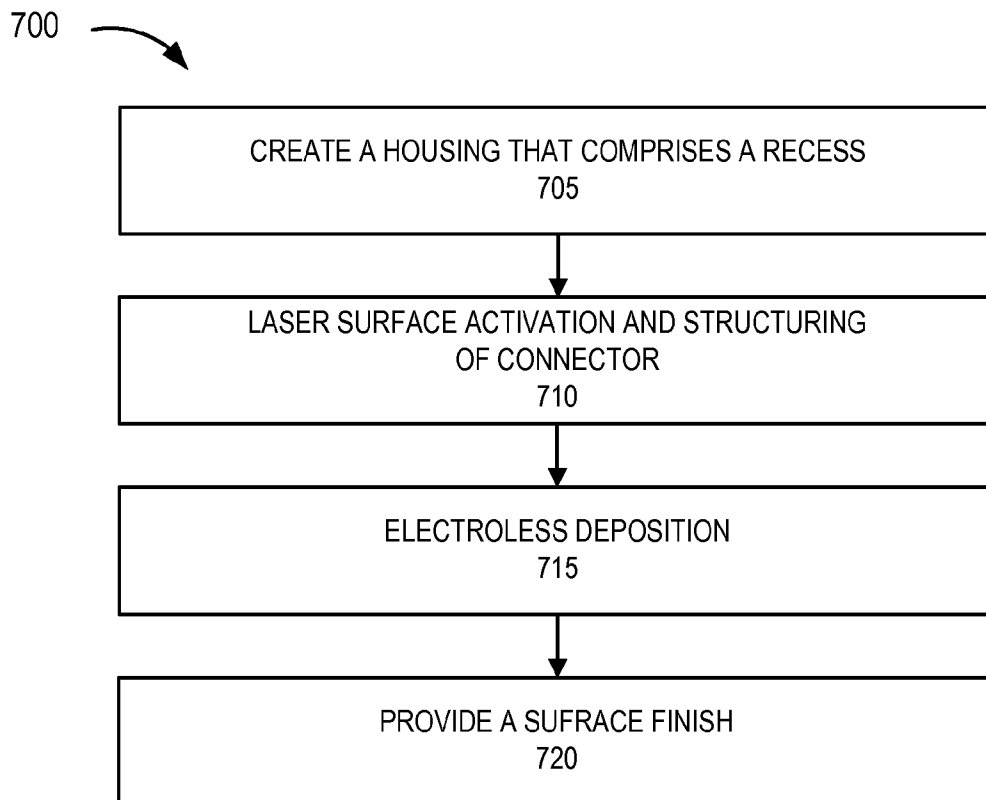 700
CREATE A HOUSING THAT COMPRISES A RECESS
705
LASER SURFACE ACTIVATION AND STRUCTURING
OF CONNECTOR
710
ELECTROLESS DEPOSITION
715
PROVIDE A SUFRACE FINISH
720